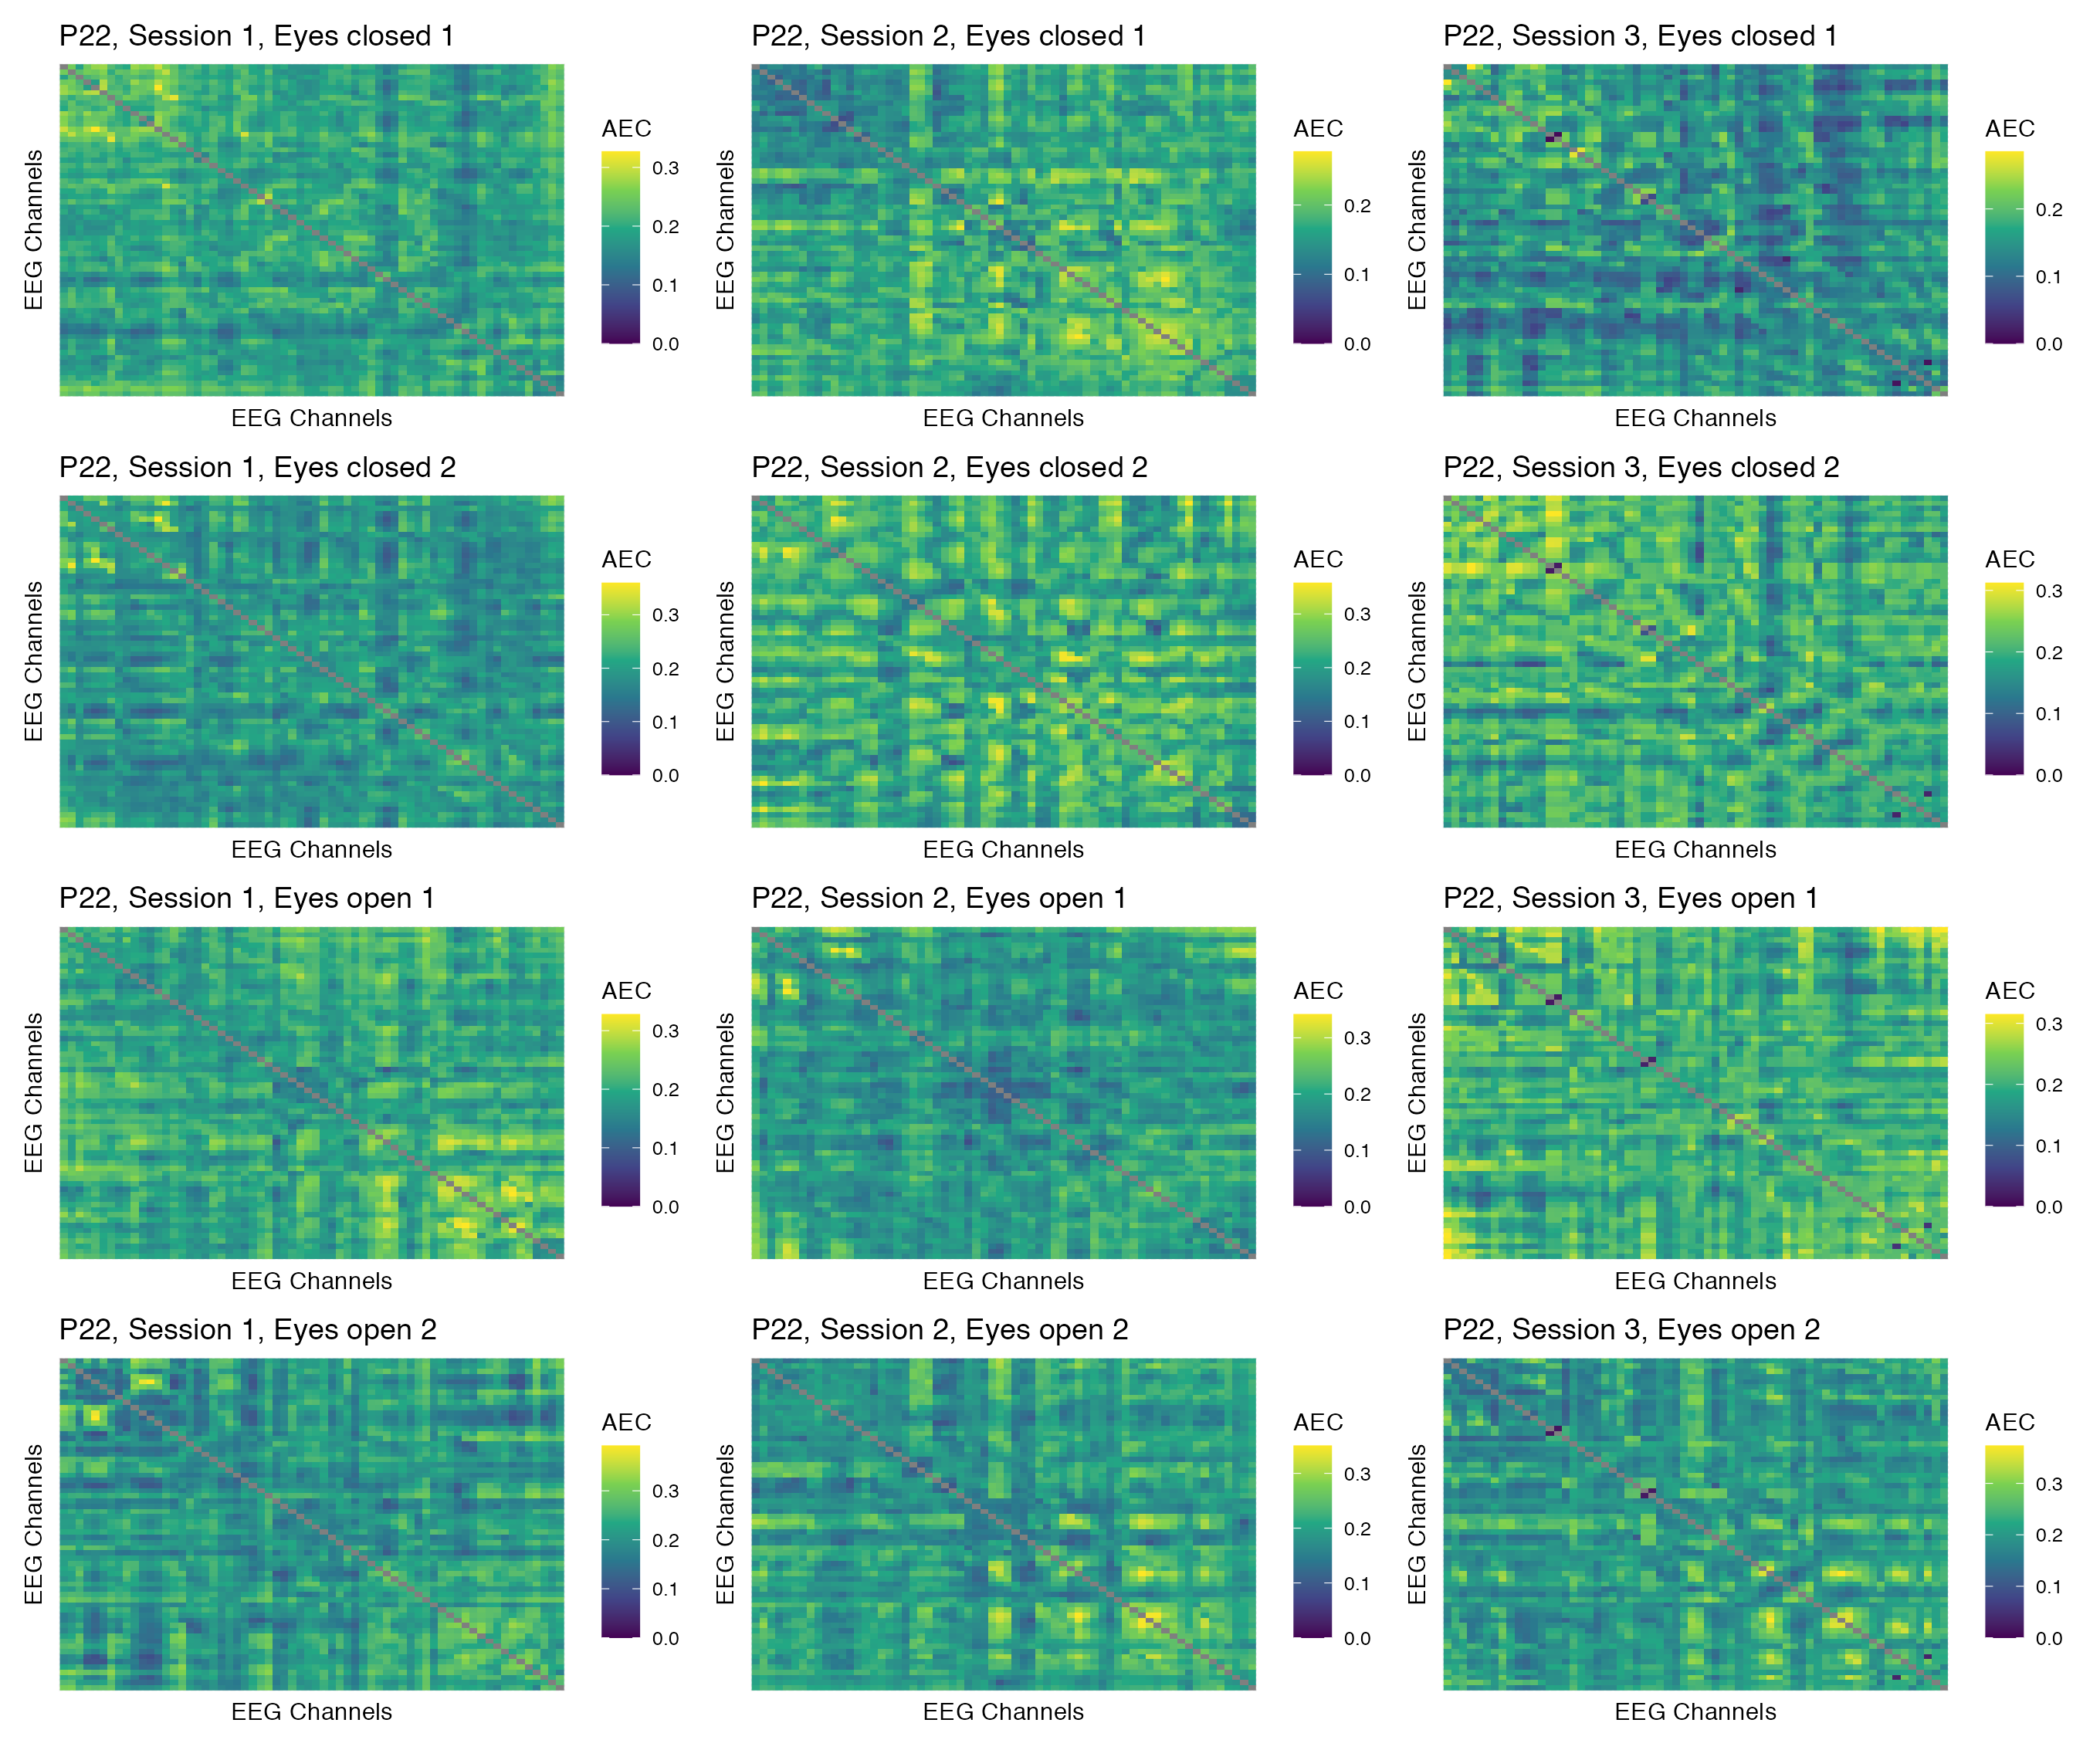 P22, Session 1, Eyes closed 1
P22, Session 2, Eyes closed 1
P22, Session 3, Eyes closed 1
EEG Channels
EEG Channels
AEC
0.3
0.2
0.1
0.0
EEG Channels
EEG Channels
AEC
0.2
0.1
0.0
EEG Channels
EEG Channels
AEC
0.2
0.1
0.0
P22, Session 1, Eyes closed 2
P22, Session 2, Eyes closed 2
P22, Session 3, Eyes closed 2
EEG Channels
EEG Channels
AEC
0.3
0.2
0.1
0.0
EEG Channels
EEG Channels
AEC
0.3
0.2
0.1
0.0
EEG Channels
EEG Channels
AEC
0.3
0.2
0.1
0.0
P22, Session 1, Eyes open 1
P22, Session 2, Eyes open 1
P22, Session 3, Eyes open 1
EEG Channels
EEG Channels
AEC
0.3
0.2
0.1
0.0
EEG Channels
EEG Channels
AEC
0.3
0.2
0.1
0.0
EEG Channels
EEG Channels
AEC
0.3
0.2
0.1
0.0
P22, Session 1, Eyes open 2
P22, Session 2, Eyes open 2
P22, Session 3, Eyes open 2
EEG Channels
EEG Channels
AEC
0.3
0.2
0.1
0.0
EEG Channels
EEG Channels
AEC
0.3
0.2
0.1
0.0
EEG Channels
EEG Channels
AEC
0.3
0.2
0.1
0.0